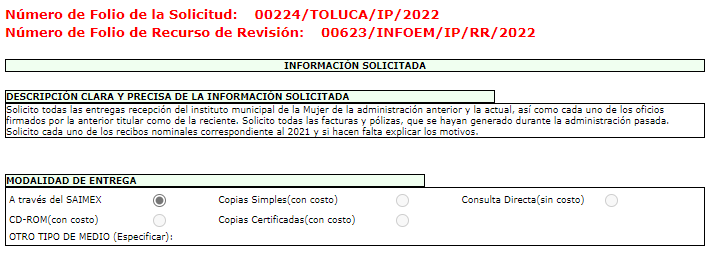 Número de Folio de la Solicitud: 00224/TOLUCA/IP/2022
Número de Folio de Recurso de Revisión: 00623/INFOEM/IP/RR/2022
INFORMACIÓN SOLICITADA
DESCRIPCIÓN CLARA Y PRECISA DE LA INFORMACIÓN SOLICITADA
Solicito todas las entregas recepción del instituto municipal de la Mujer de la administración anterior y la actual, así como cada uno de los oficios
firmados por la anterior titular como de la reciente. Solicito todas las facturas y pólizas, que se hayan generado durante la administración pasada.
Solicito cada uno de los recibos nominales correspondiente al 2021 y si hacen falta explicar los motivos.
MODALIDAD DE ENTREGA
A través del SAIMEX Copias Simples(con costo) Consulta Directa(sin costo)
CD-ROM(con costo) Copias Certificadas(con costo)
OTRO TIPO DE MEDIO (Especificar):